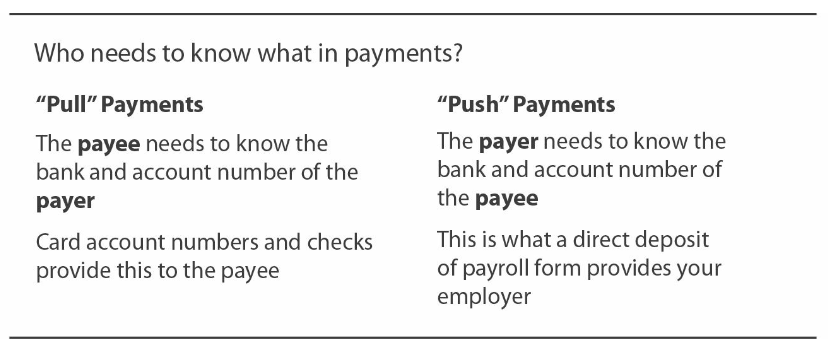 Who needs to know what in payments?
“Pull” Payments
The payee needs to know the
bank and account number of the
payer
Card account numbers and checks
provide this to the payee
“Push” Payments
The payer needs to know the
bank and account number of
the payee
This is what a direct deposit
of payroll form provides your
employer